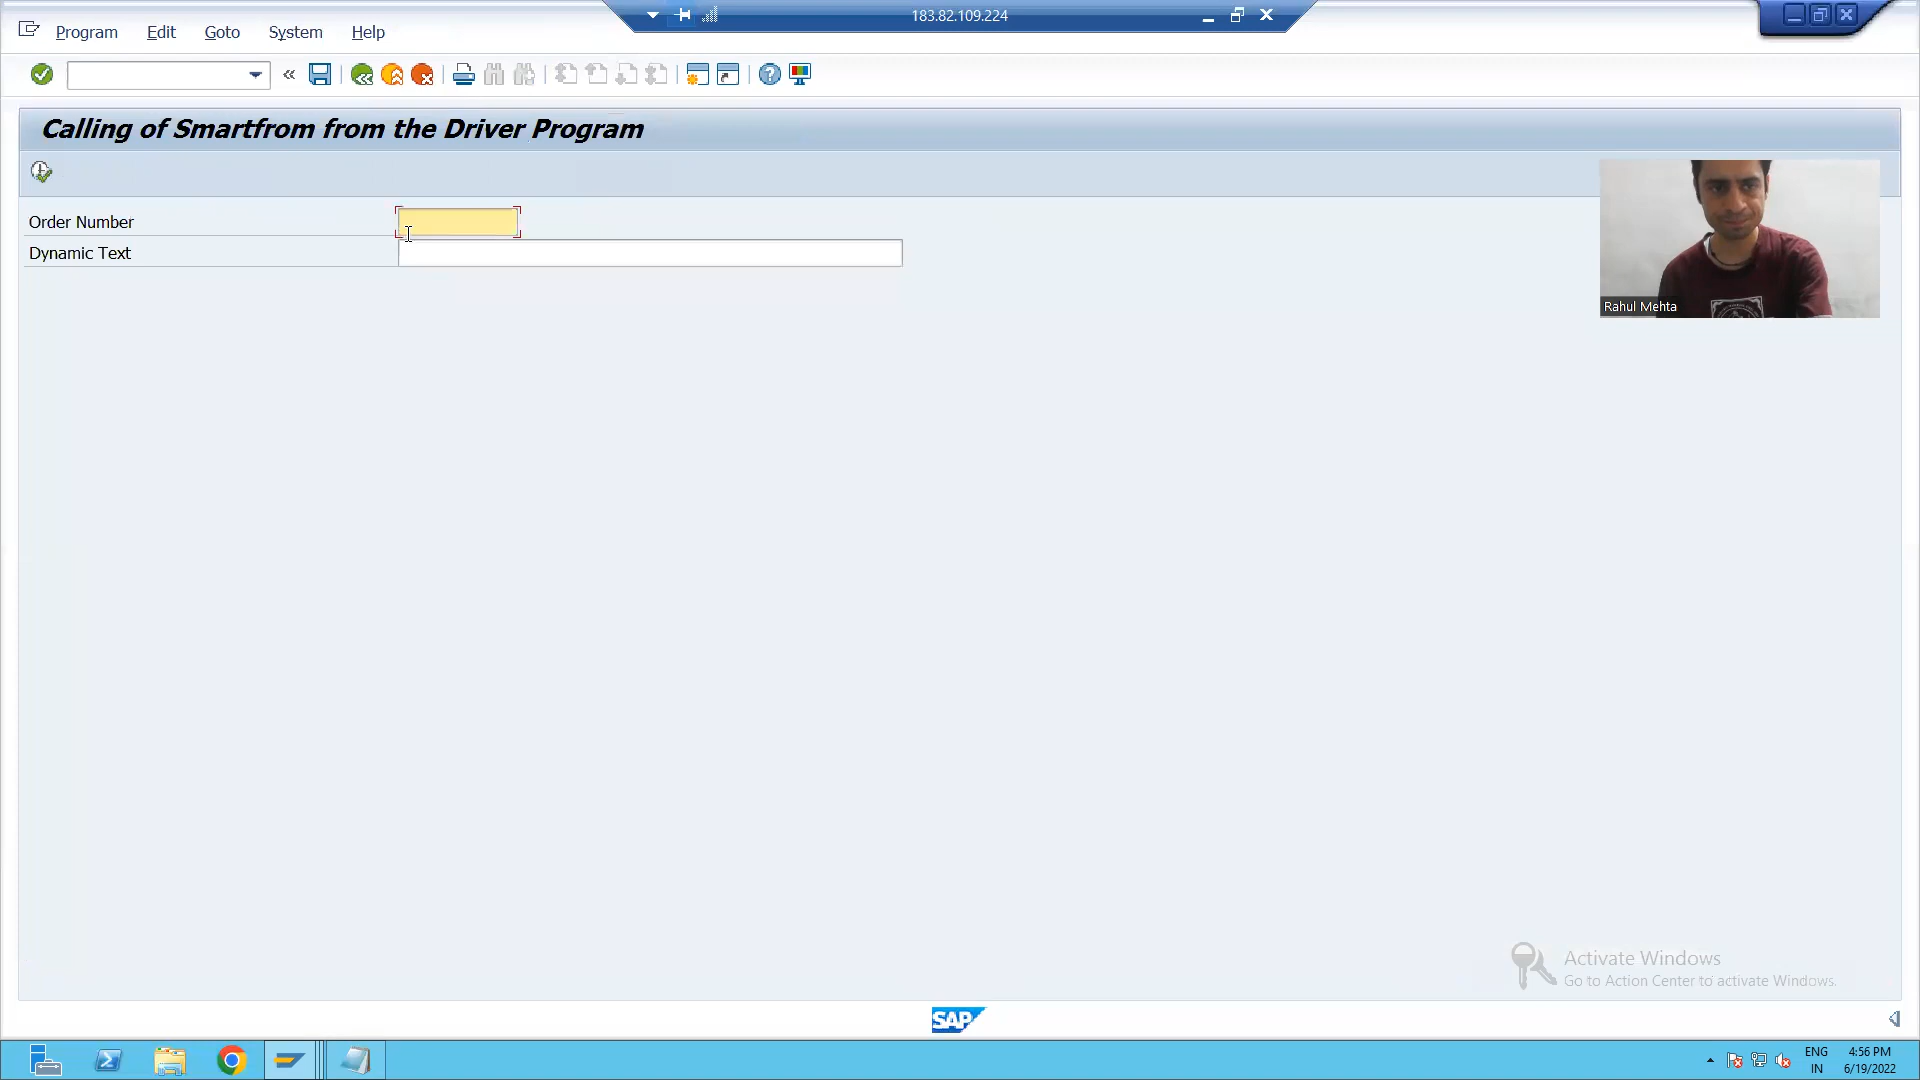 183.82.109.224
Program Edit Goto System Help
Calling of Smartfrom from the Driver Program
Order Number
Dynamic Text
Rahul Mehta
Activate Windows
Go to Action Center to activate Windows.
SAP
ENG 4:56 PM
IN 6/19/2022